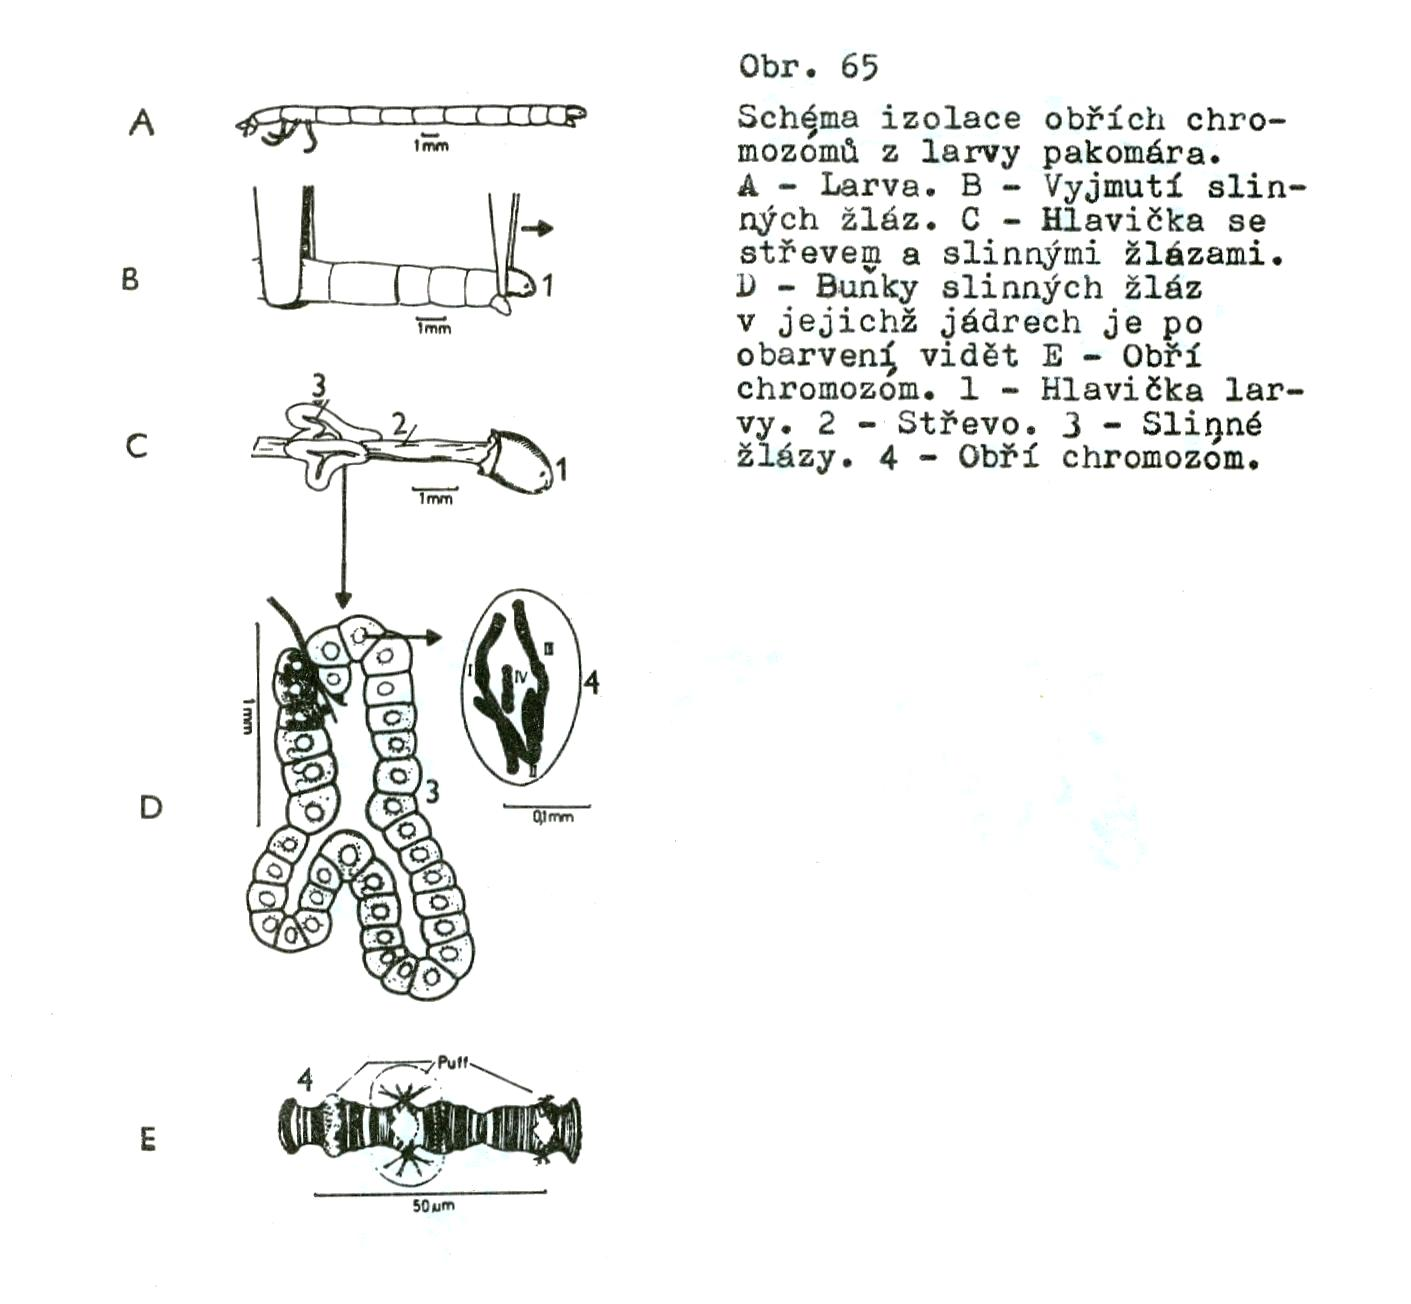 Obr. 65
Schéma izolace obřích chro-
mozómů z larvy pakomára.
A - Larva. B - Vyjmutí slin-
ných žláz. C - Hlavička se
střevem a slinnými žlázami.
D - Buňky slinných žláz
v jejichž jádrech je po
obarvení vidět E - Obří
chromozóm. 1 - Hlavička lar-
vy. 2 - Střevo. 3 - Slinné
žlázy. 4 - Obří chromozóm.
A
1mm
B
1
1mm
3
2
C
1
1mm
1mm
I
III
IV
II
4
3
D
0,1mm
Puff
4
E
50 µm